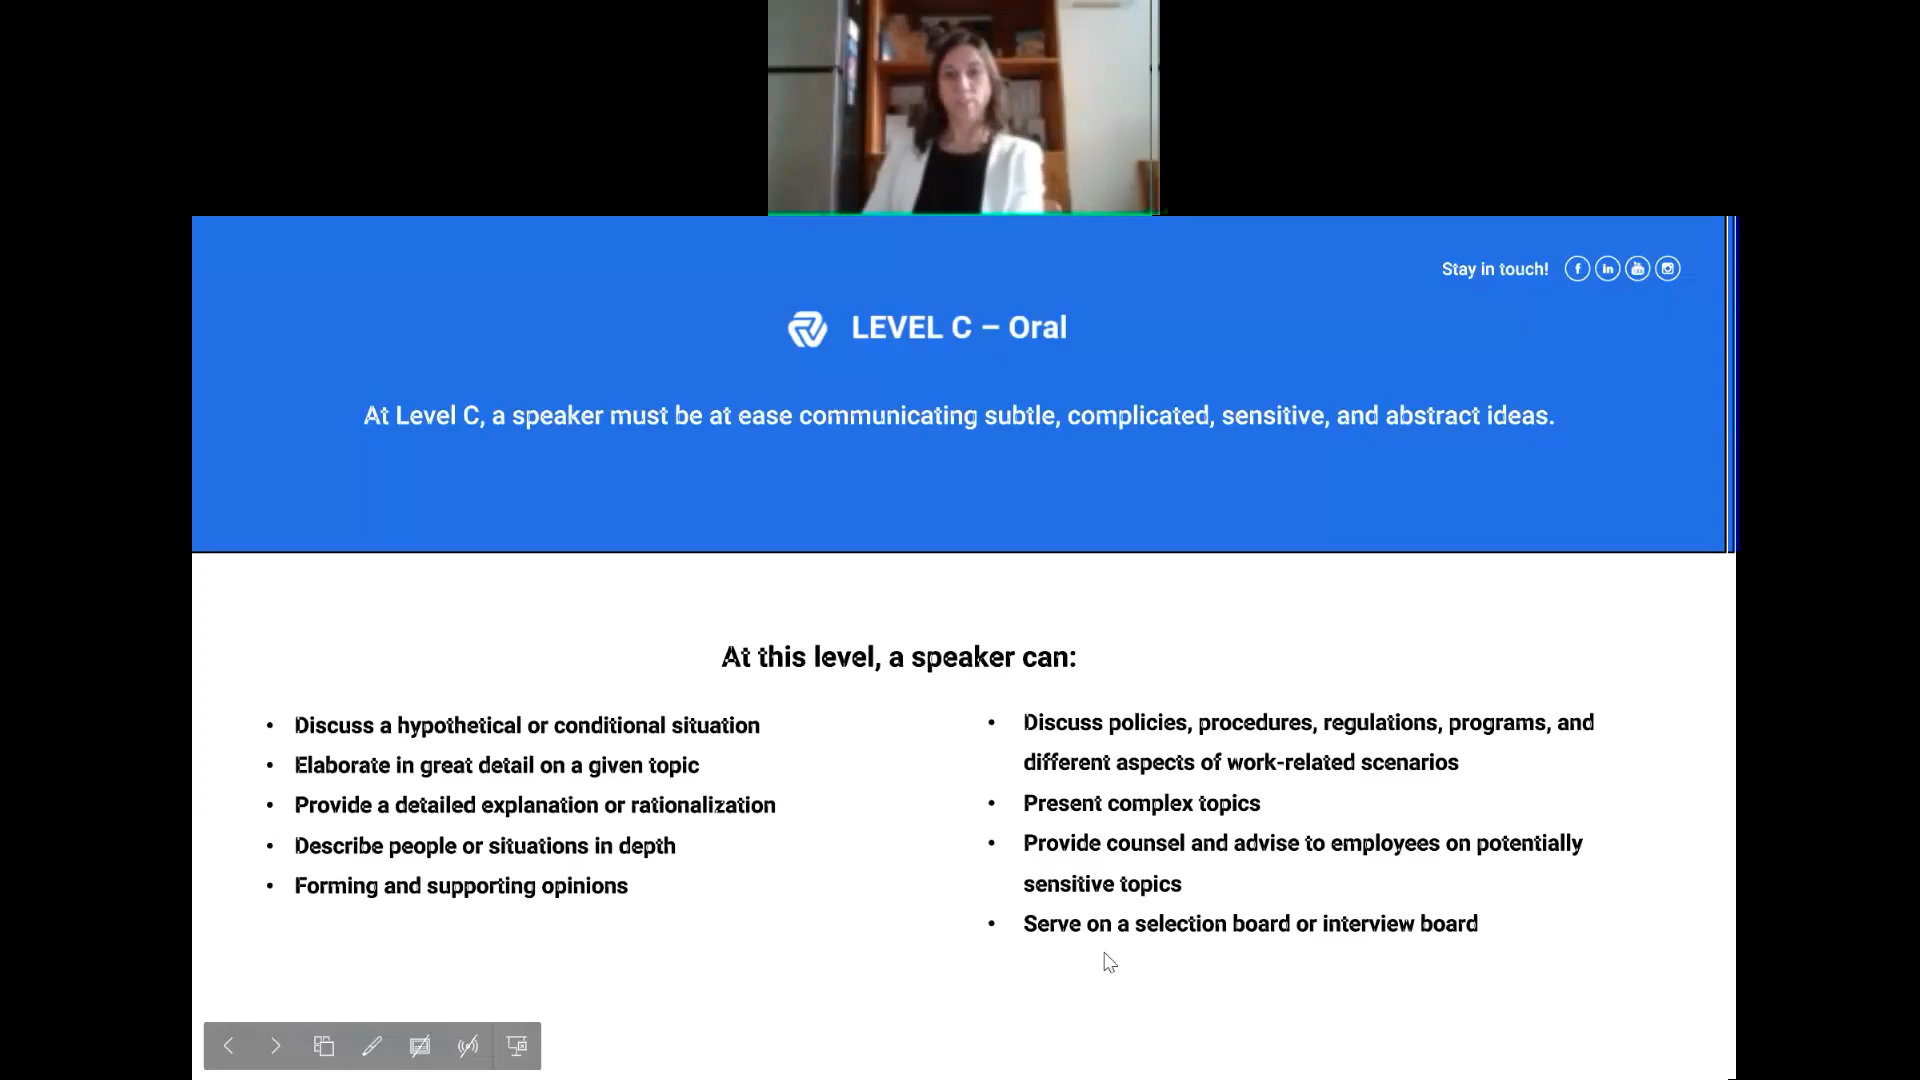 Stay in touch!
LEVEL C – Oral
At Level C, a speaker must be at ease communicating subtle, complicated, sensitive, and abstract ideas.
At this level, a speaker can:
• Discuss a hypothetical or conditional situation
• Elaborate in great detail on a given topic
• Provide a detailed explanation or rationalization
• Describe people or situations in depth
• Forming and supporting opinions
• Discuss policies, procedures, regulations, programs, and
different aspects of work-related scenarios
• Present complex topics
• Provide counsel and advise to employees on potentially
sensitive topics
• Serve on a selection board or interview board